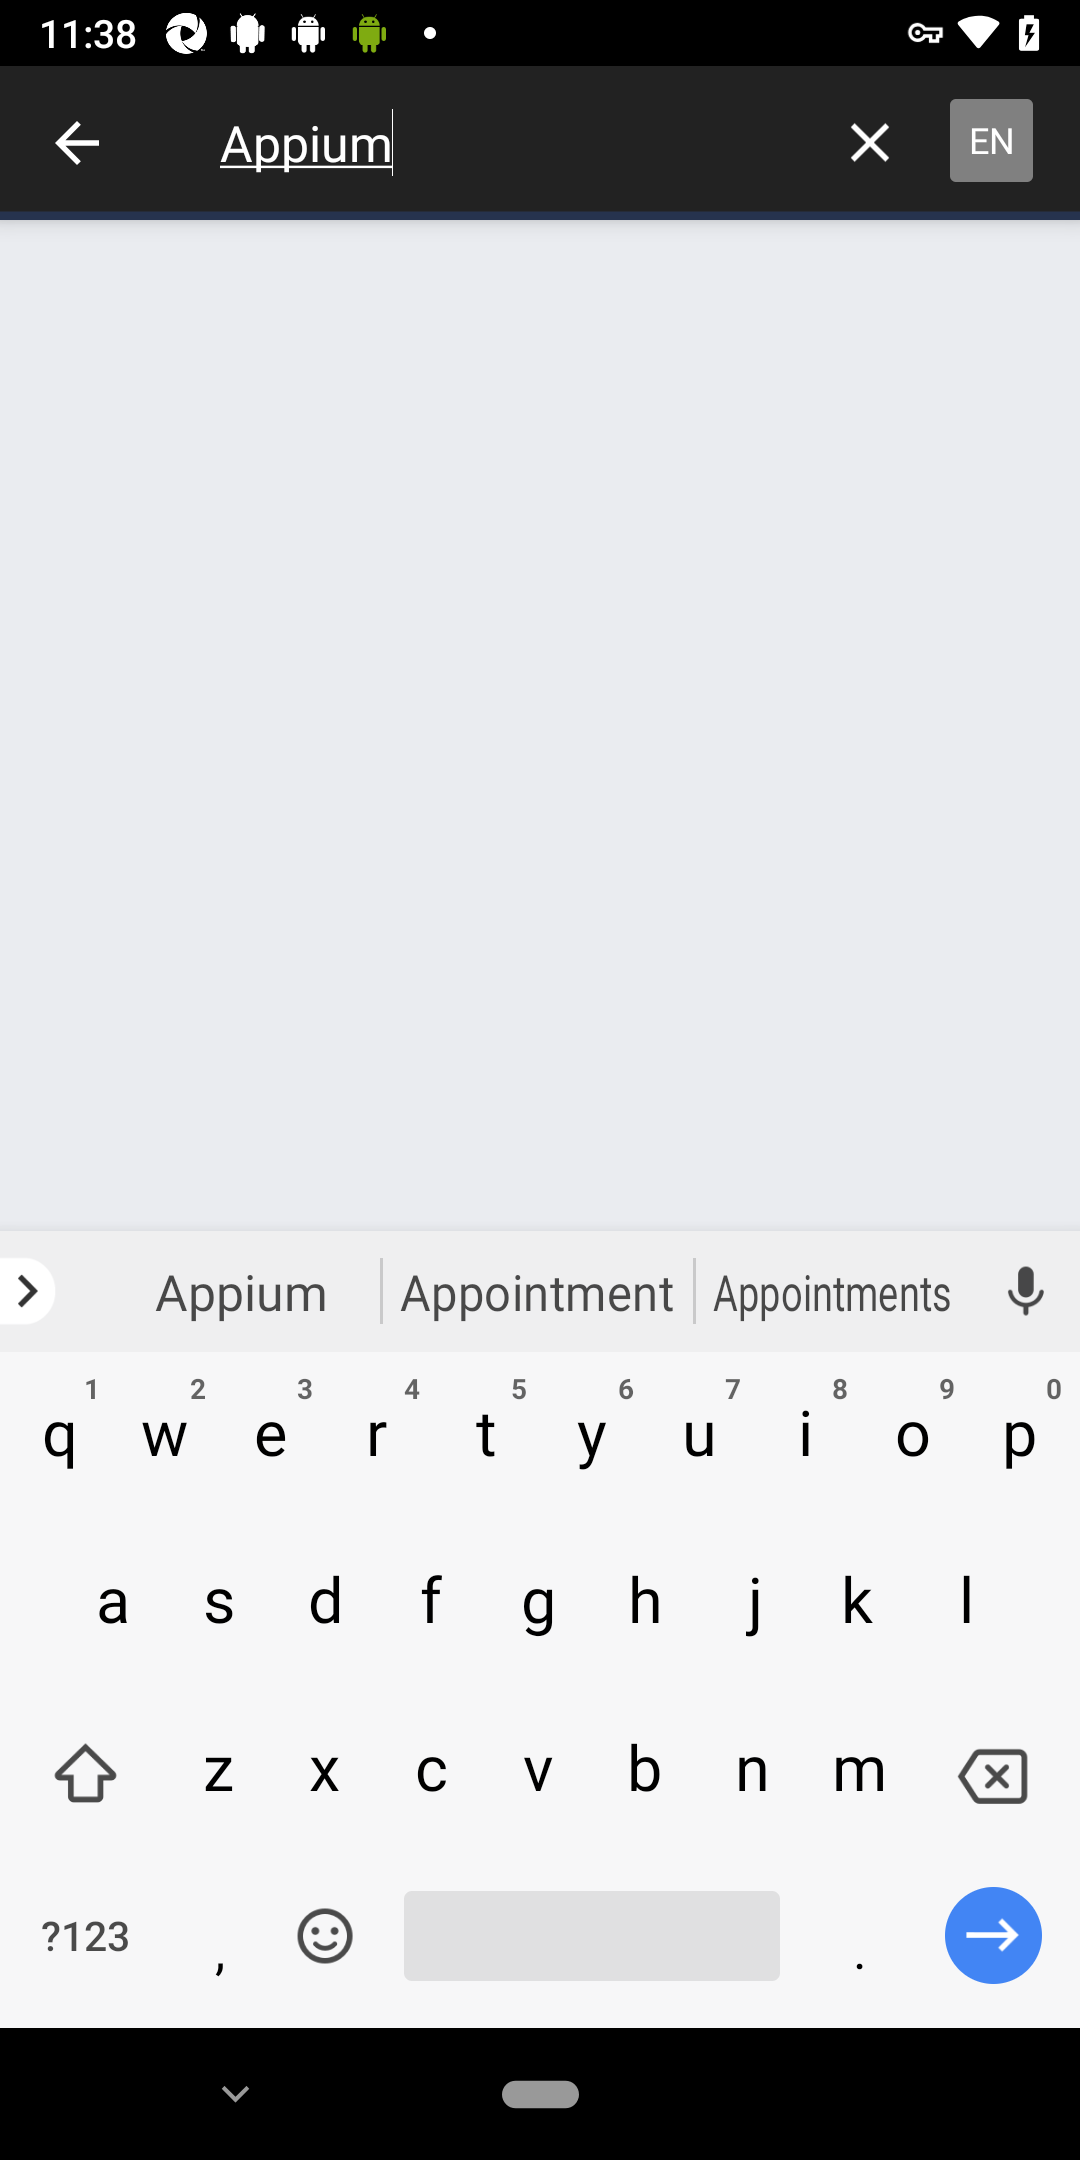 11:38
Appium EN
Appium Appointment Appointments
1 2 3 4 5 6 7 8 9 0
q w e r t y u i o p
a s d f g h j k l
z x c v b n m
?123 , .